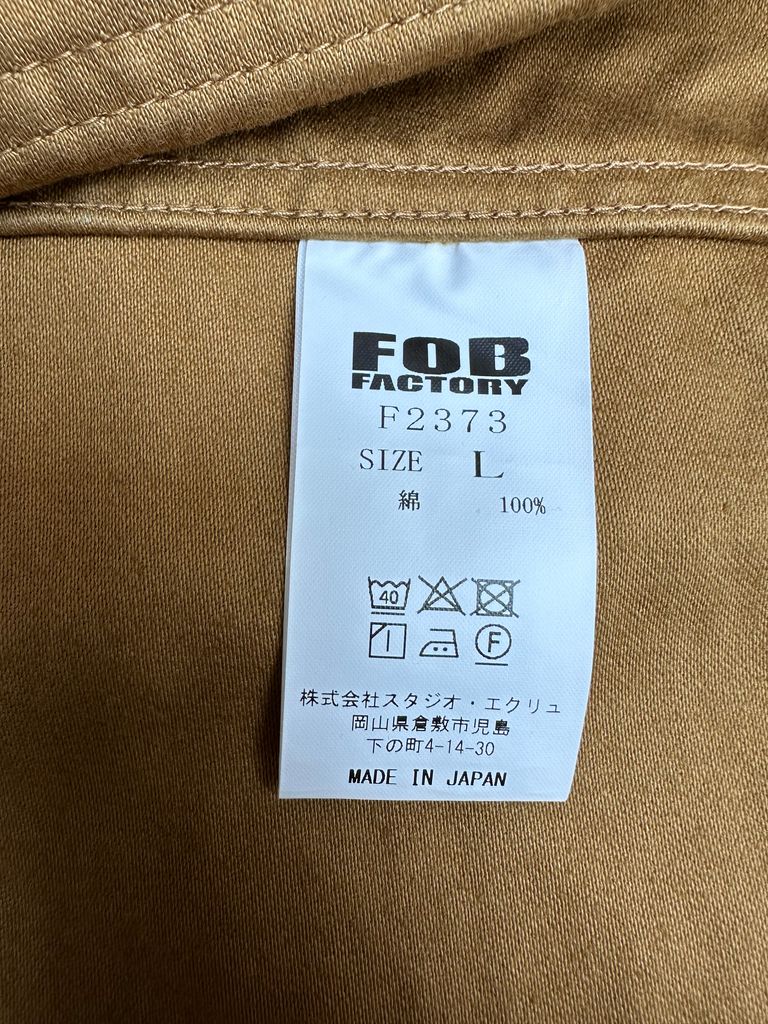 FOB
FACTORY
F2373
SIZE L
綿 100%
40
F
株式会社スタジオ・エクリュ
岡山県倉敷市児島
下の町4-14-30
MADE IN JAPAN